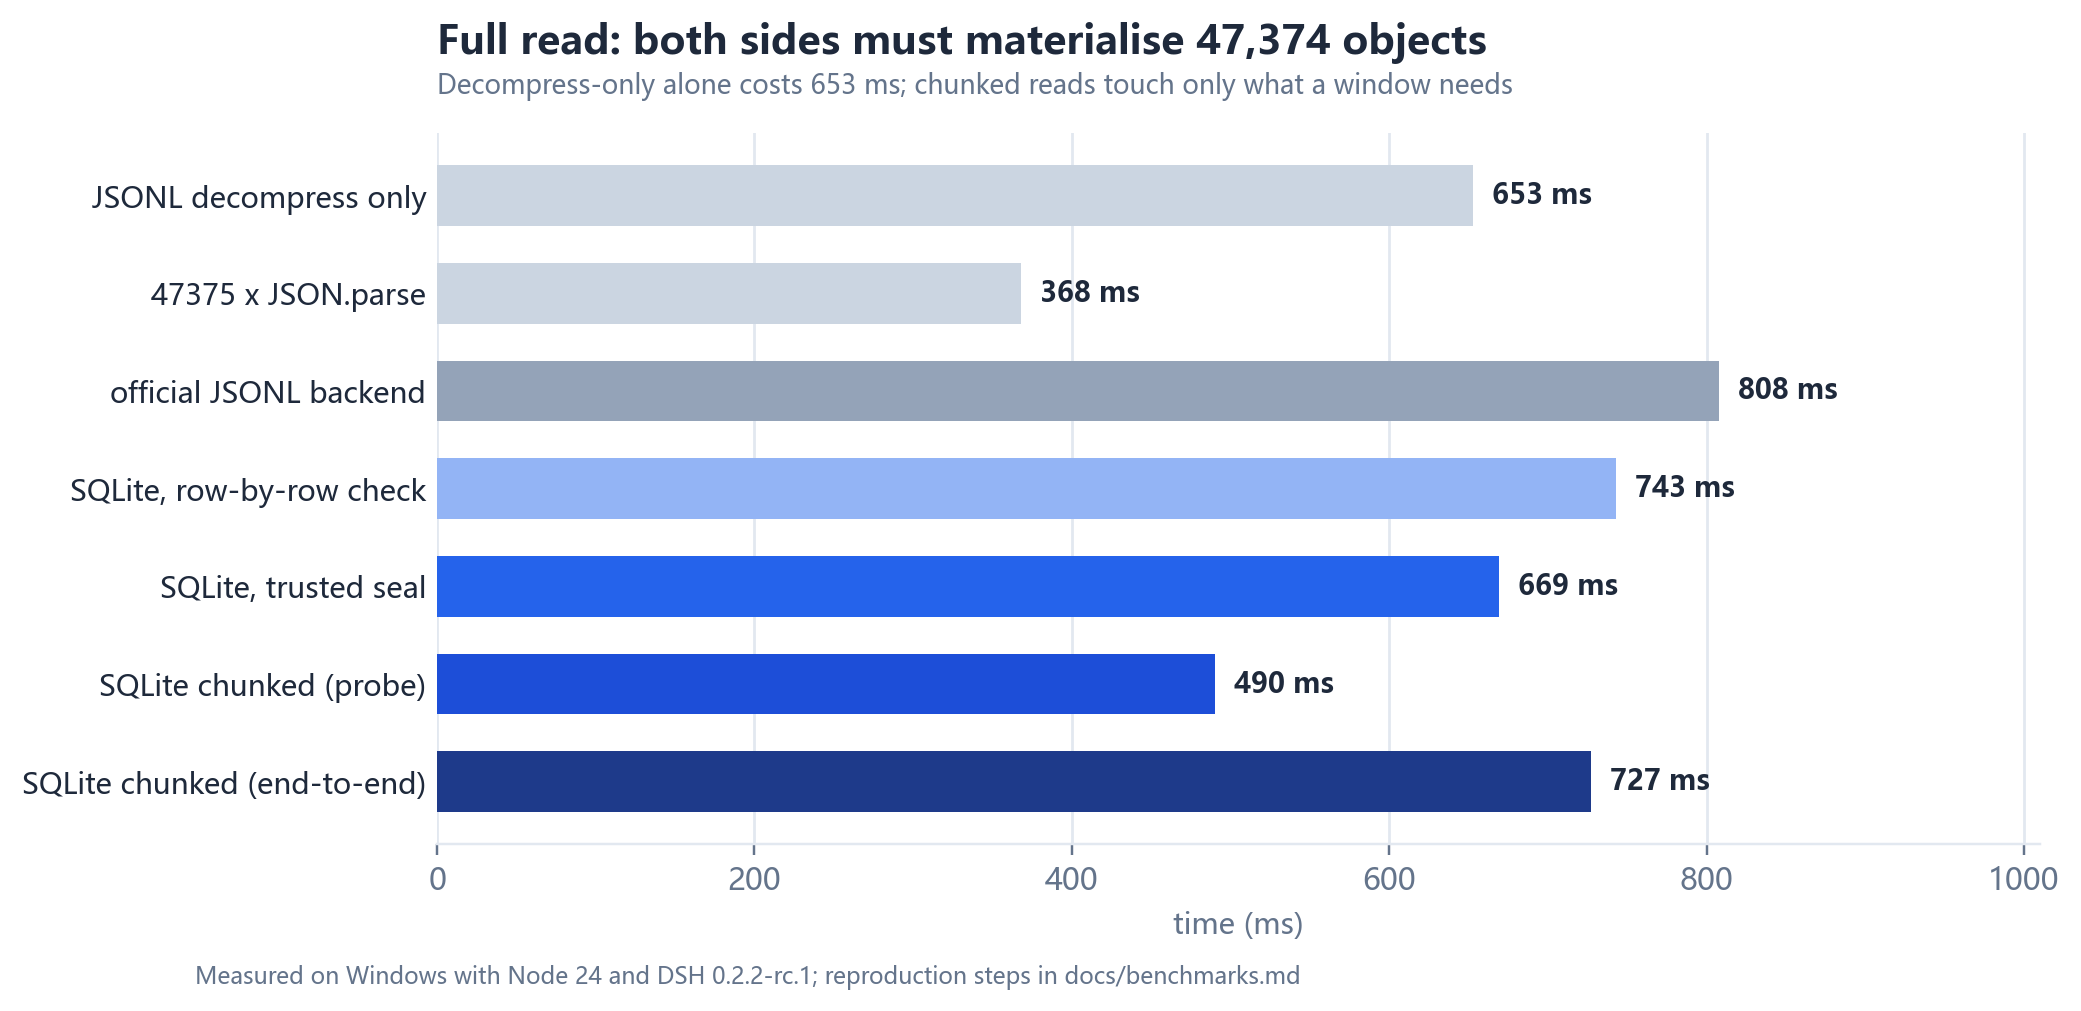 Full read: both sides must materialise 47,374 objects
Decompress-only alone costs 653 ms; chunked reads touch only what a window needs
JSONL decompress only
653 ms
47375 x JSON.parse
368 ms
official JSONL backend
808 ms
SQLite, row-by-row check
743 ms
SQLite, trusted seal
669 ms
SQLite chunked (probe)
490 ms
SQLite chunked (end-to-end)
727 ms
0 200 400 600 800 1000
time (ms)
Measured on Windows with Node 24 and DSH 0.2.2-rc.1; reproduction steps in docs/benchmarks.md